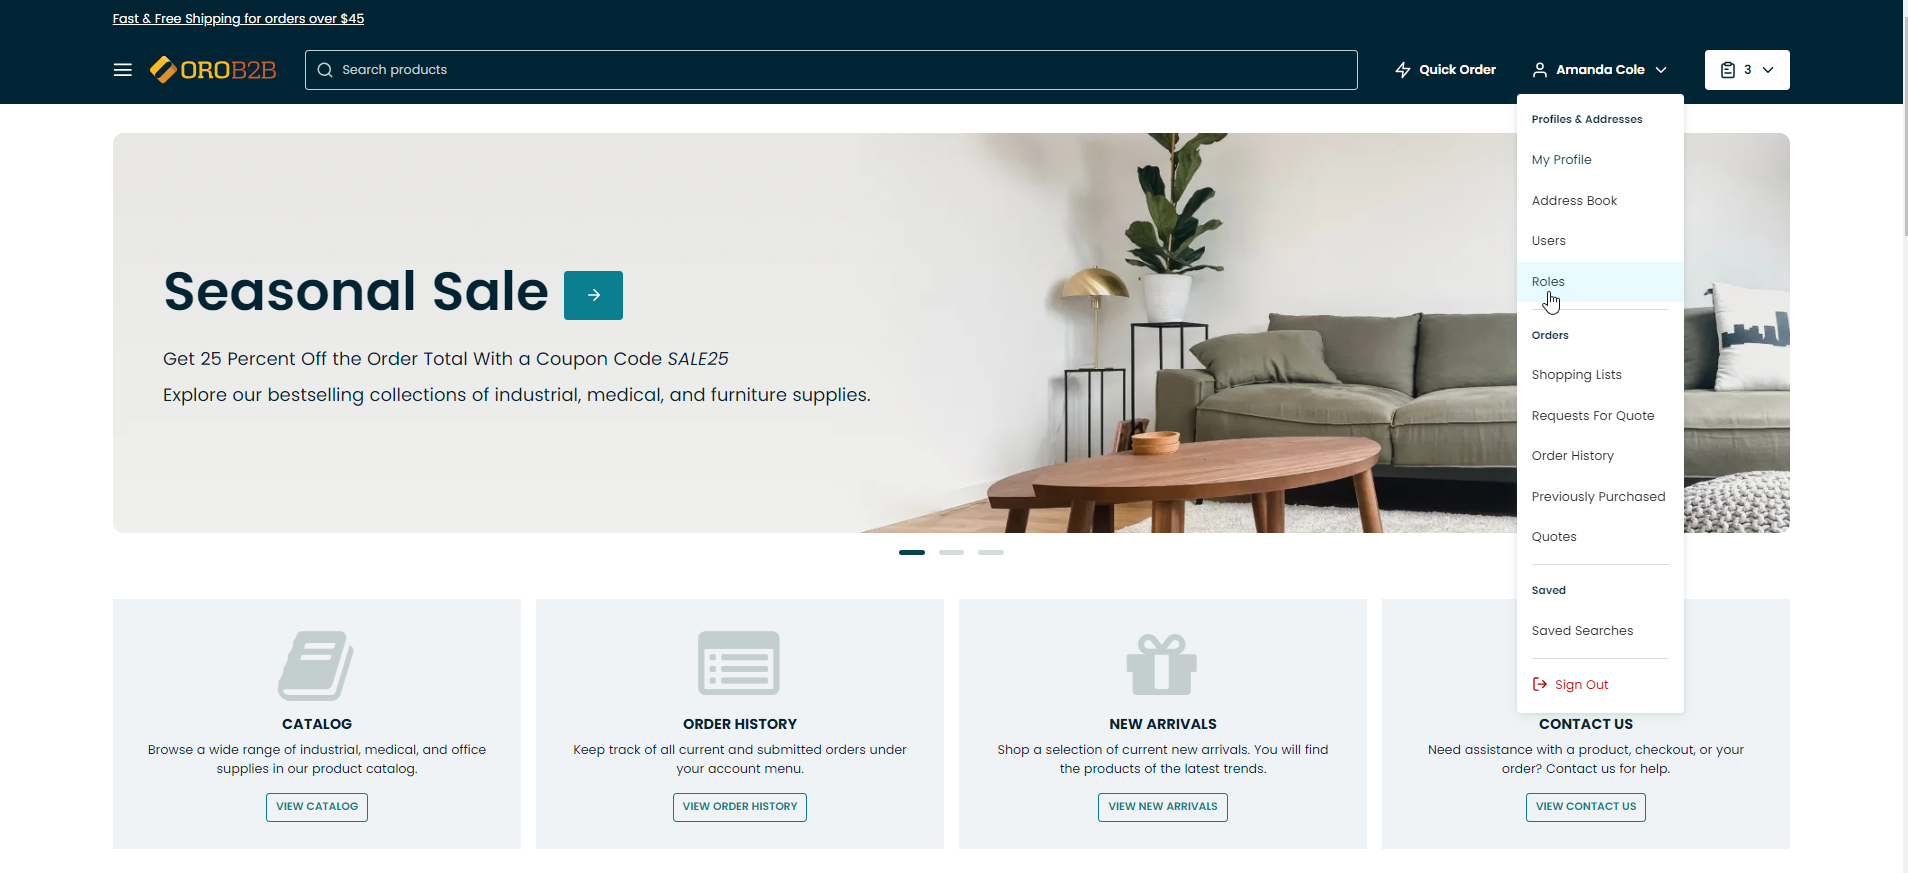 Fast & Free Shipping for orders over $45
OROB2B
Search products
Quick Order
Amanda Cole
3
Profiles & Addresses
My Profile
Address Book
Users
Roles
Orders
Shopping Lists
Requests For Quote
Order History
Previously Purchased
Quotes
Saved
Saved Searches
Sign Out
Seasonal Sale
Get 25 Percent Off the Order Total With a Coupon Code SALE25
Explore our bestselling collections of industrial, medical, and furniture supplies.
CATALOG
Browse a wide range of industrial, medical, and office
supplies in our product catalog.
VIEW CATALOG
ORDER HISTORY
Keep track of all current and submitted orders under
your account menu.
VIEW ORDER HISTORY
NEW ARRIVALS
Shop a selection of current new arrivals. You will find
the products of the latest trends.
VIEW NEW ARRIVALS
CONTACT US
Need assistance with a product, checkout, or your
order? Contact us for help.
VIEW CONTACT US